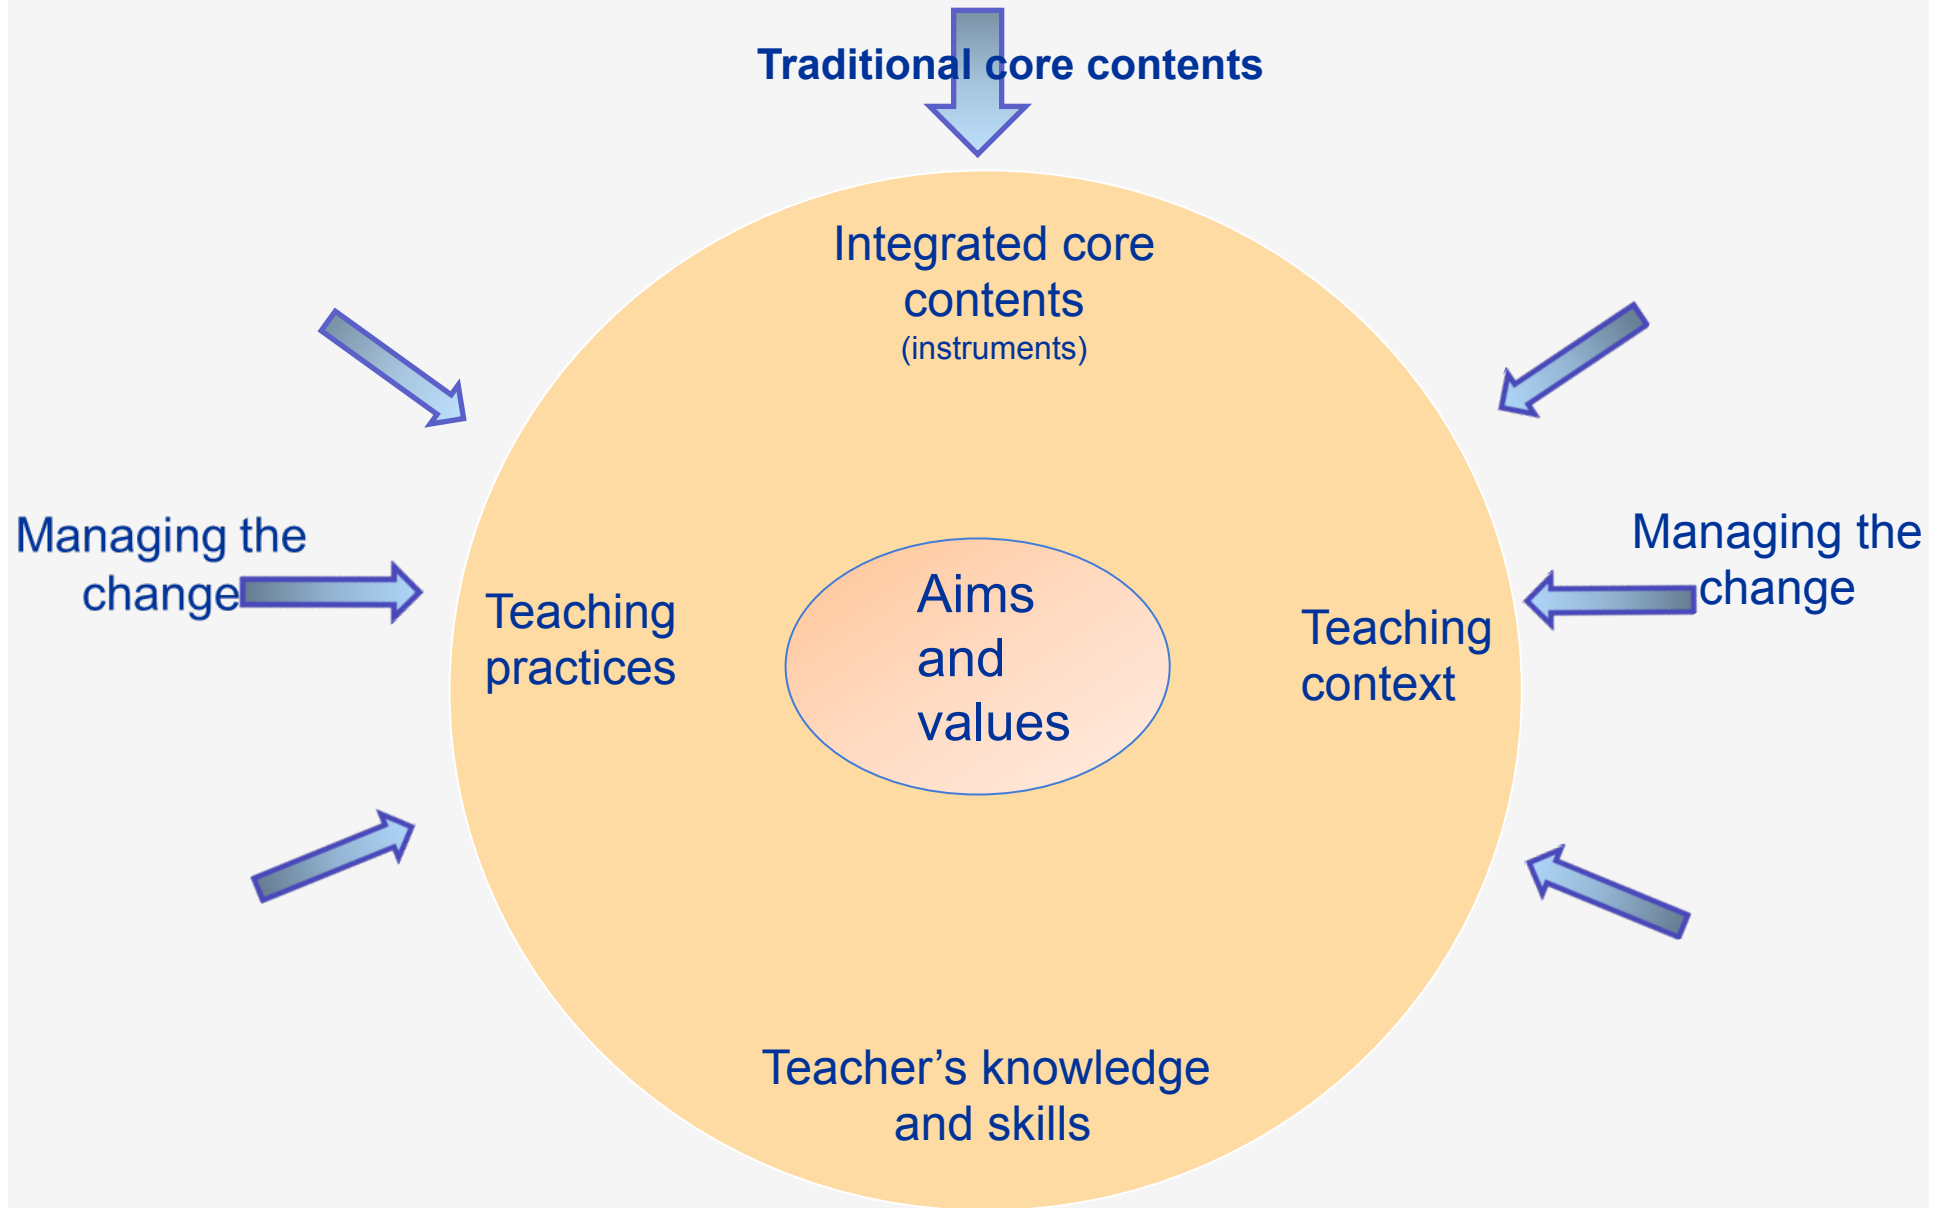 Traditional core contents
Integrated core
contents
(instruments)
Managing the
change
Managing the
change
Teaching
practices
Aims
and
values
Teaching
context
Teacher’s knowledge
and skills